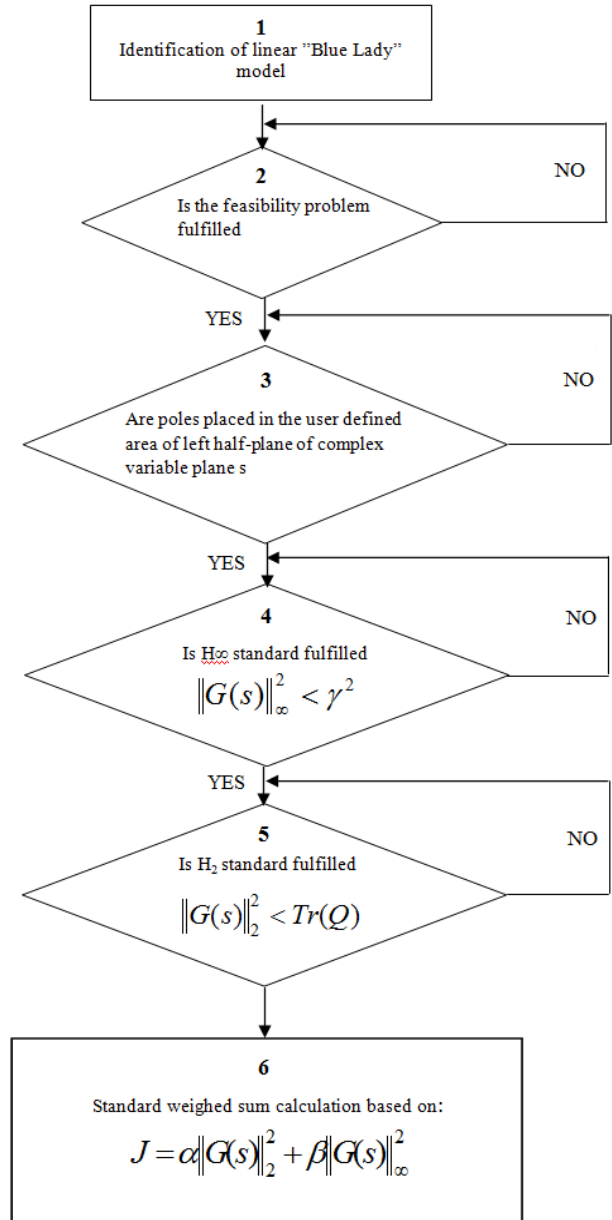 1
Identification of linear ”Blue Lady”
model
2
NO
Is the feasibility problem
fulfilled
YES
3
NO
Are poles placed in the user defined
area of left half-plane of complex
variable plane s
YES
4
NO
Is H∞ standard fulfilled
‖G(s)‖²∞ < γ²
YES
5
NO
Is H₂ standard fulfilled
‖G(s)‖²₂ < Tr(Q)
6
Standard weighed sum calculation based on:
J = α‖G(s)‖²₂ + β‖G(s)‖²∞